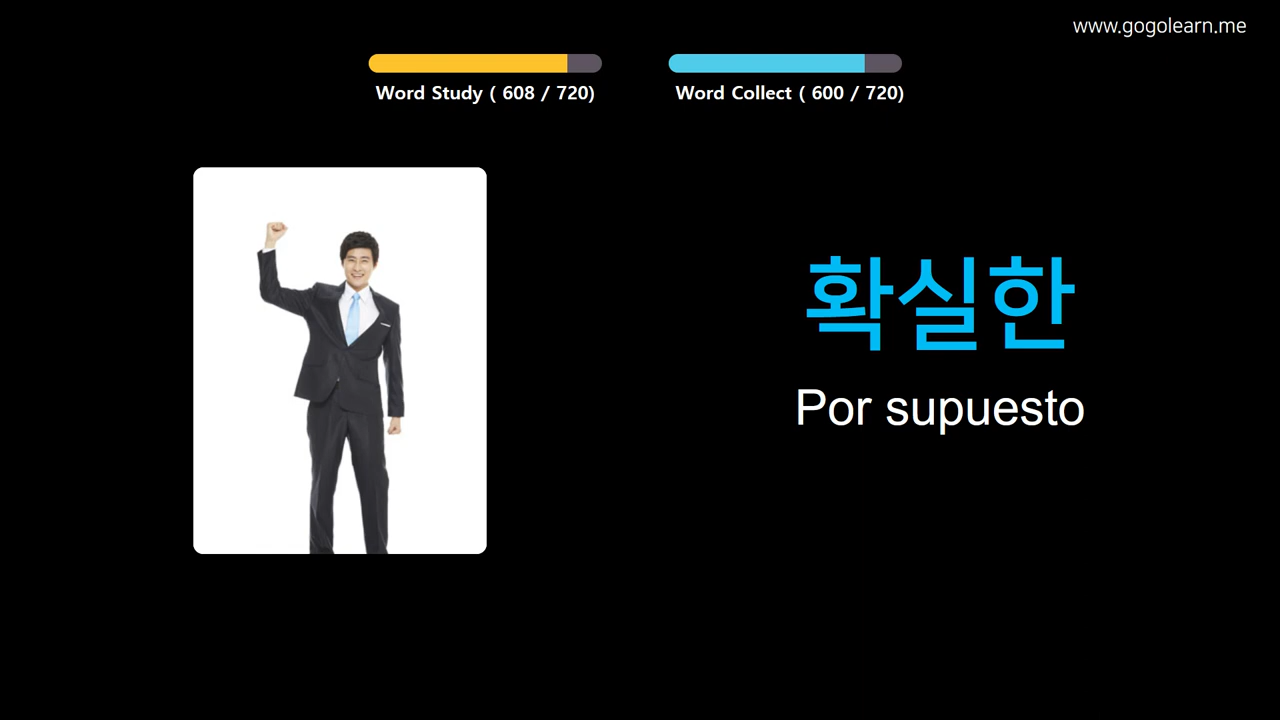 www.gogolearn.me
Word Study ( 608 / 720)
Word Collect ( 600 / 720)
확실한
Por supuesto